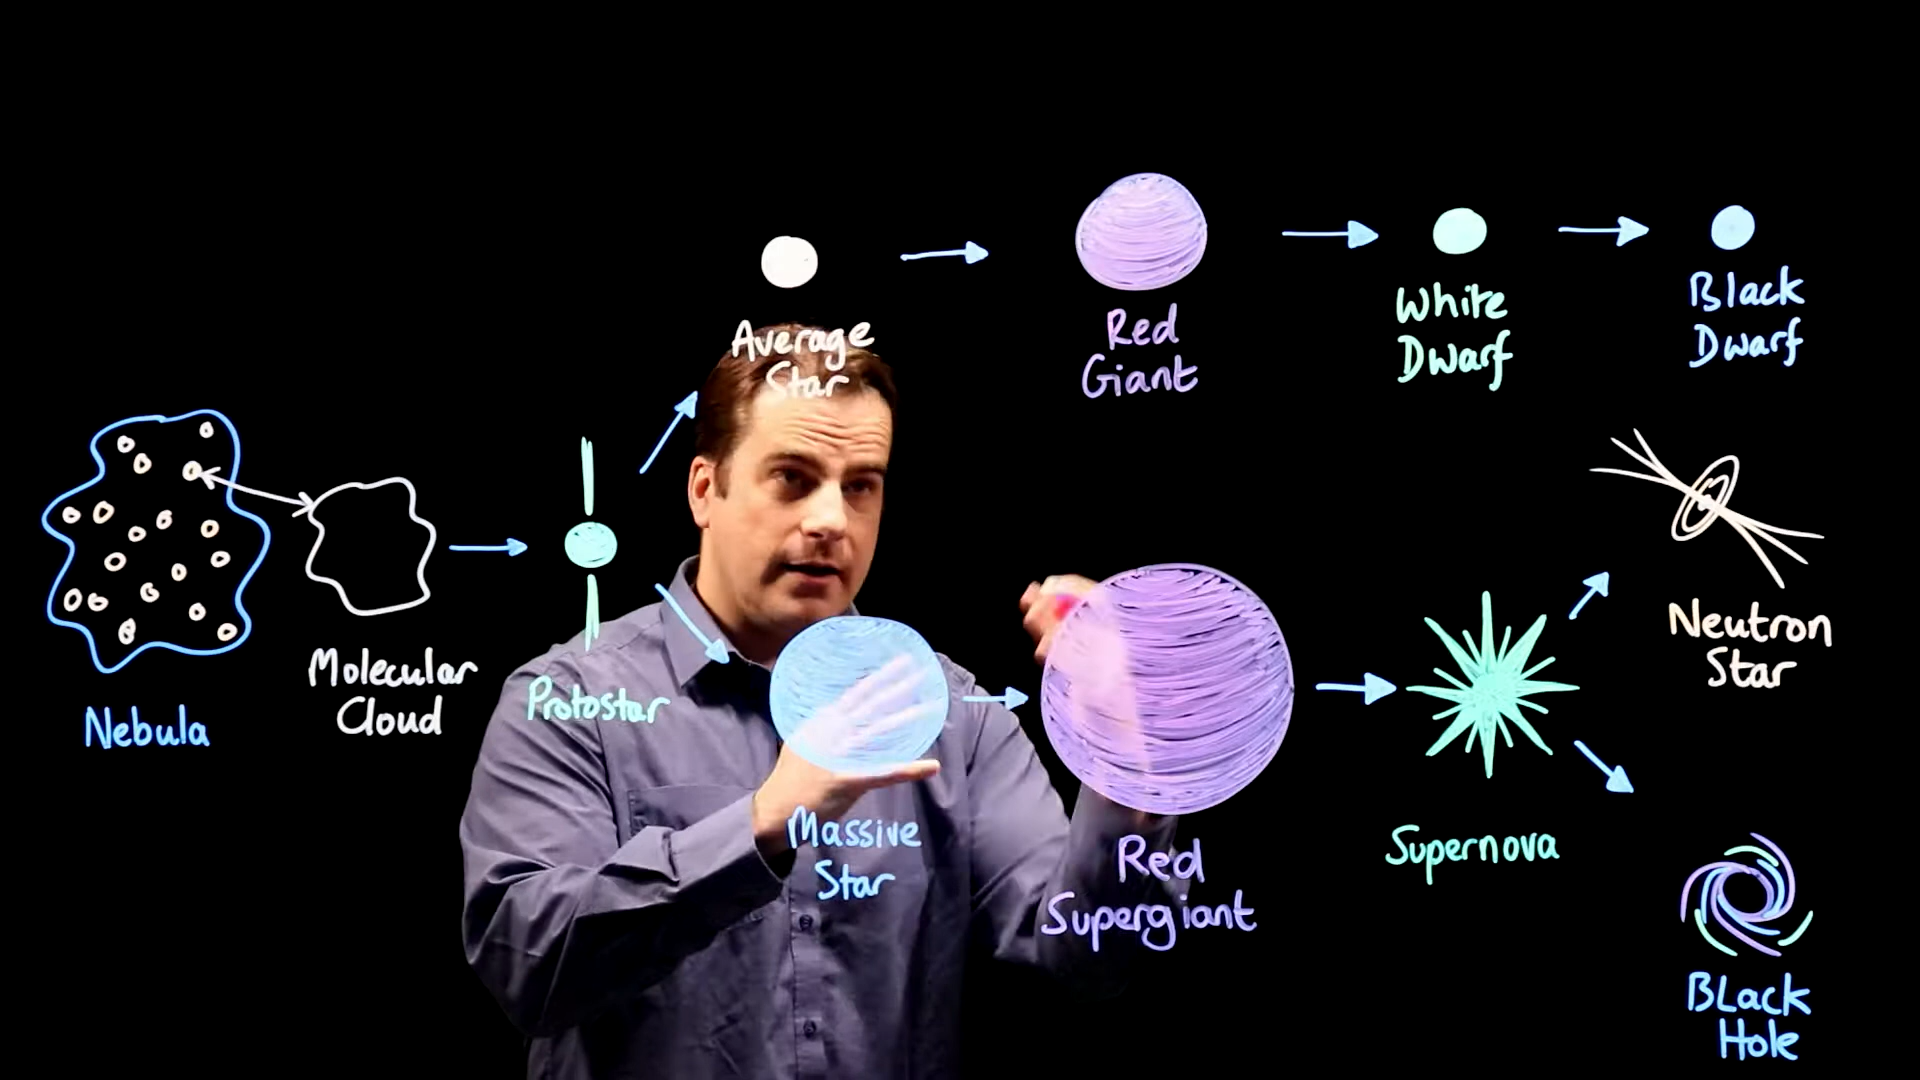 Nebula
Molecular
Cloud
Protostar
Average
Star
Red
Giant
White
Dwarf
Black
Dwarf
Massive
Star
Red
Supergiant
Supernova
Neutron
Star
BLack
Hole